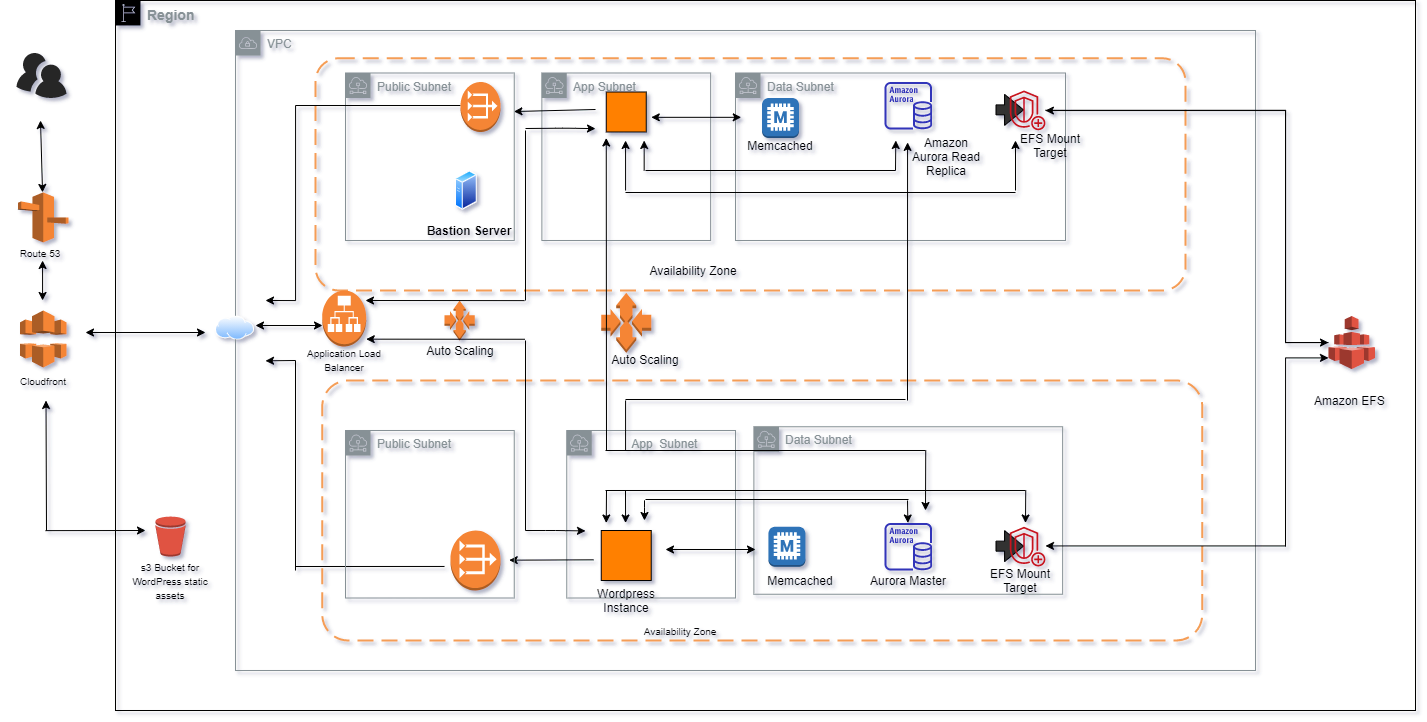 Region
VPC
Public Subnet
App Subnet
Data Subnet
M
Memcached
Amazon
Aurora
Amazon
Aurora Read
Replica
EFS Mount
Target
Bastion Server
Availability Zone
Route 53
Cloudfront
Application Load
Balancer
Auto Scaling
Auto Scaling
Amazon EFS
Public Subnet
App Subnet
Data Subnet
M
Memcached
Amazon
Aurora
Aurora Master
EFS Mount
Target
Wordpress
Instance
s3 Bucket for
WordPress static
assets
Availability Zone